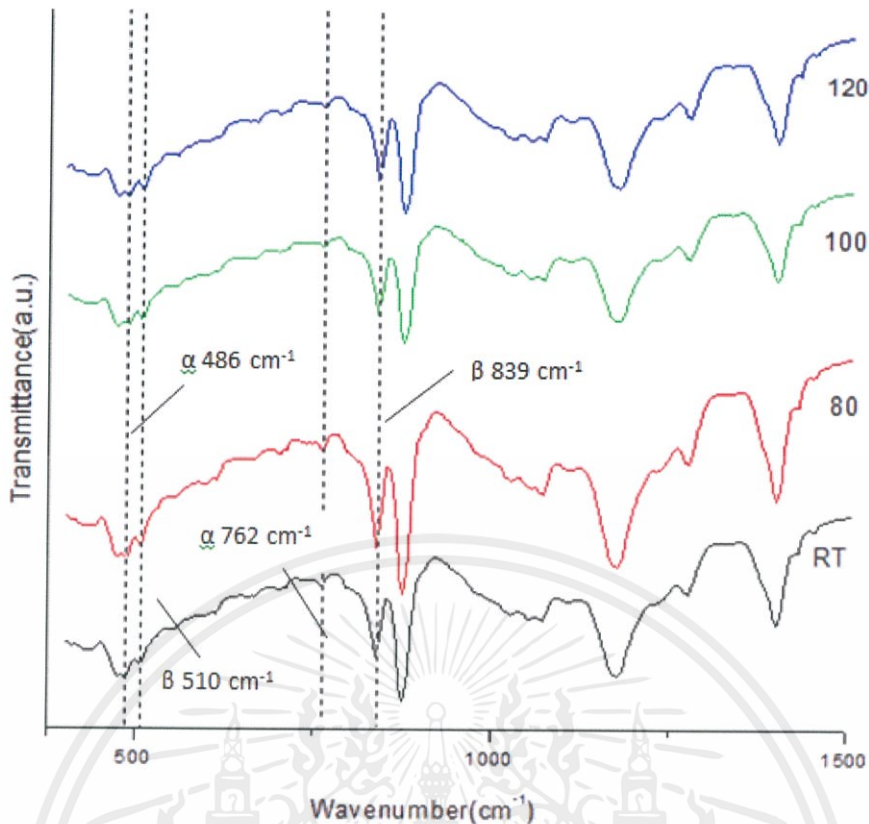 120
100
α 486 cm⁻¹
β 839 cm⁻¹
80
α 762 cm⁻¹
RT
β 510 cm⁻¹
Transmittance(a.u.)
500
1000
1500
Wavenumber(cm⁻¹)